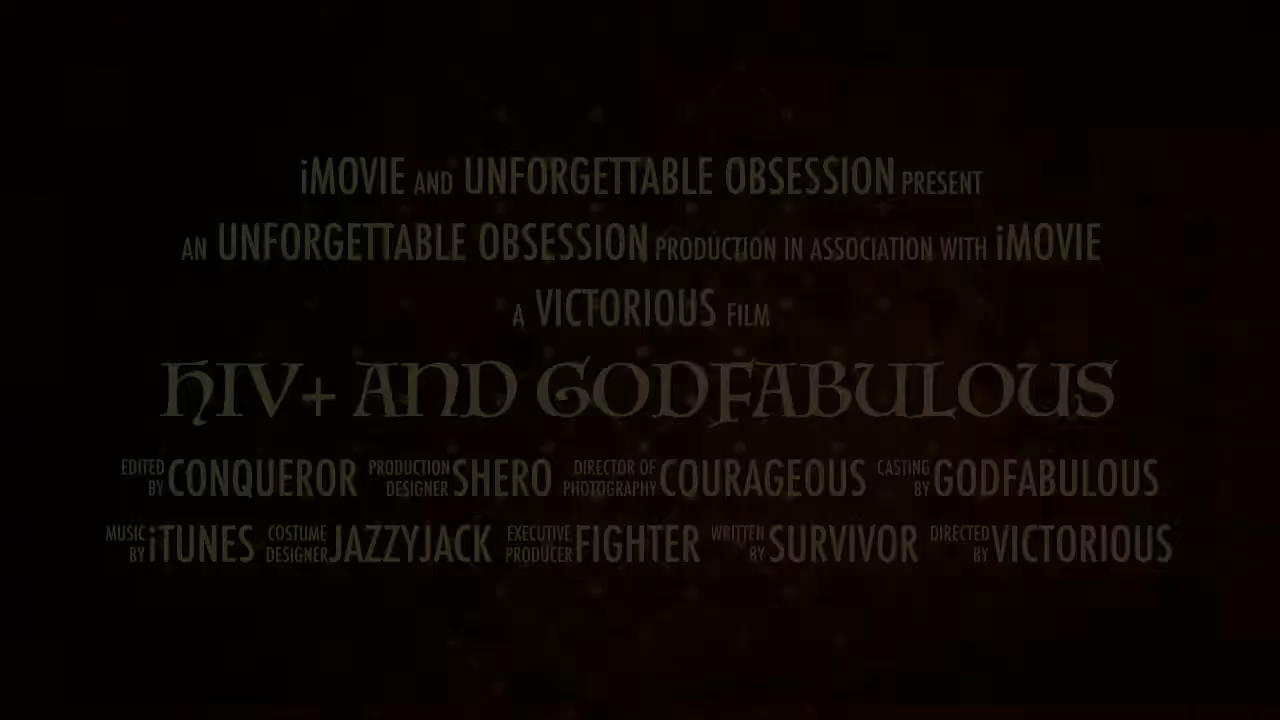 iMOVIE AND UNFORGETTABLE OBSESSION PRESENT
AN UNFORGETTABLE OBSESSION PRODUCTION IN ASSOCIATION WITH iMOVIE
A VICTORIOUS FILM
HIV+ AND GODFABULOUS
EDITED BY CONQUEROR PRODUCTION DESIGNER SHERO DIRECTOR OF PHOTOGRAPHY COURAGEOUS CASTING BY GODFABULOUS
MUSIC BY iTUNES COSTUME DESIGNER JAZZYJACK EXECUTIVE PRODUCER FIGHTER WRITTEN BY SURVIVOR DIRECTED BY VICTORIOUS